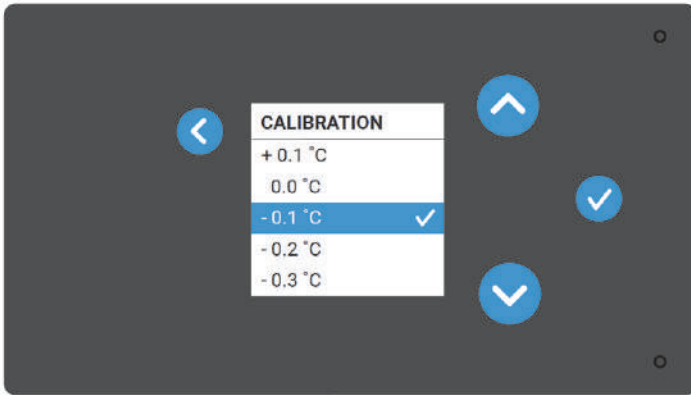 CALIBRATION
+ 0.1 ˚C
0.0 ˚C
- 0.1 ˚C
- 0.2 ˚C
- 0.3 ˚C